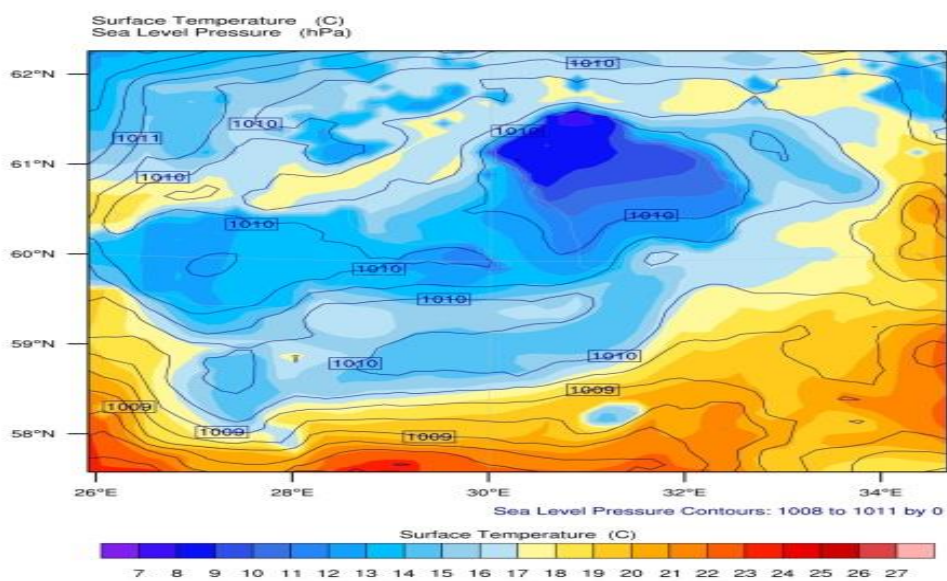 Surface Temperature (C)
Sea Level Pressure (hPa)
62°N
1010
1011
1010
1010
61°N
1010
1010
1010
60°N
1010
1010
59°N
1010
1010
1009
1009
1009
1009
58°N
26°E 28°E 30°E 32°E 34°E
Sea Level Pressure Contours: 1008 to 1011 by 0
Surface Temperature (C)
7 8 9 10 11 12 13 14 15 16 17 18 19 20 21 22 23 24 25 26 27